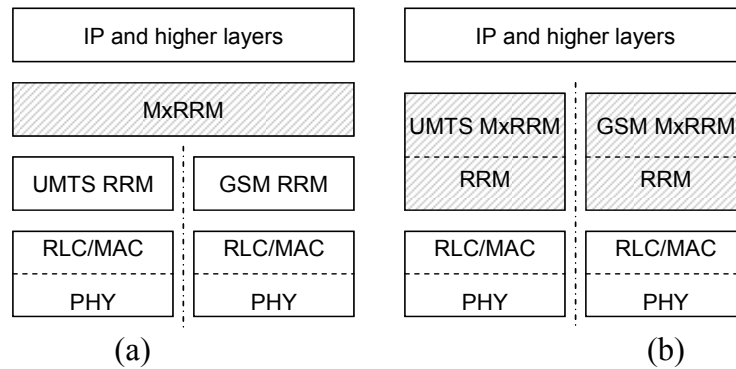 IP and higher layers
MxRRM
UMTS RRM
GSM RRM
RLC/MAC
RLC/MAC
PHY
PHY
(a)
IP and higher layers
UMTS MxRRM
GSM MxRRM
RRM
RRM
RLC/MAC
RLC/MAC
PHY
PHY
(b)